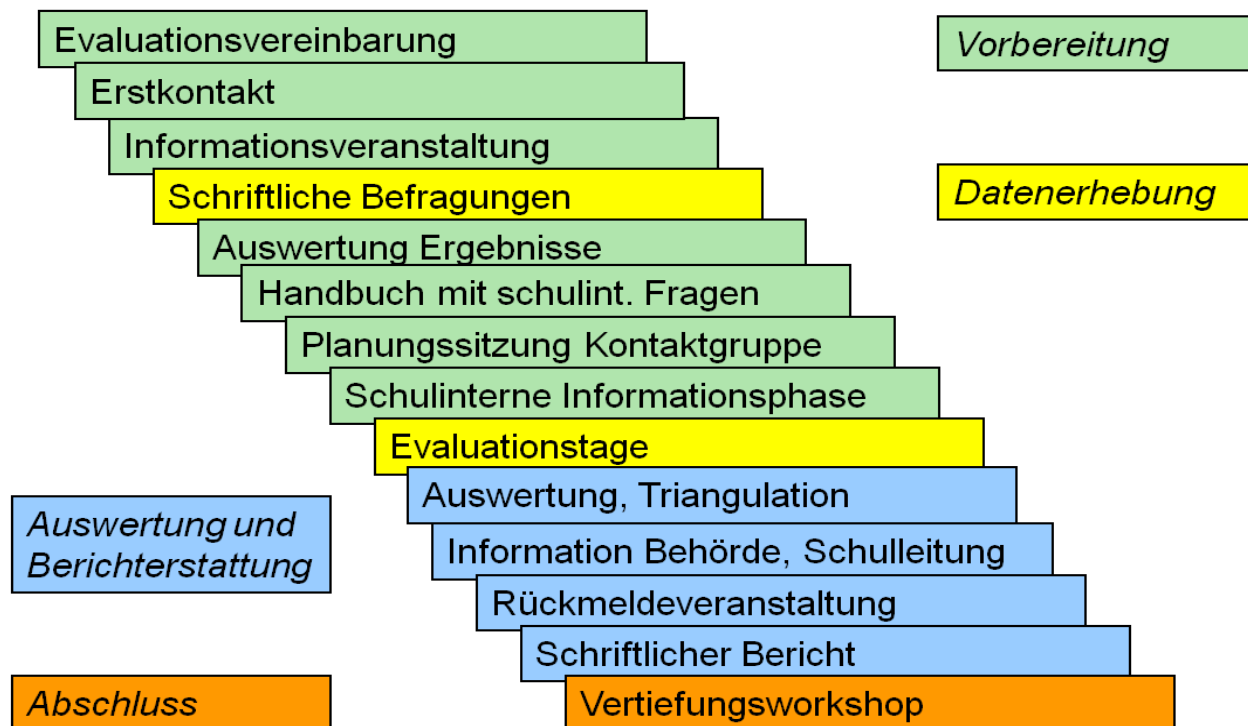 Evaluationsvereinbarung
Vorbereitung
Erstkontakt
Informationsveranstaltung
Schriftliche Befragungen
Datenerhebung
Auswertung Ergebnisse
Handbuch mit schulint. Fragen
Planungssitzung Kontaktgruppe
Schulinterne Informationsphase
Evaluationstage
Auswertung, Triangulation
Auswertung und
Berichterstattung
Information Behörde, Schulleitung
Rückmeldeveranstaltung
Schriftlicher Bericht
Abschluss
Vertiefungsworkshop